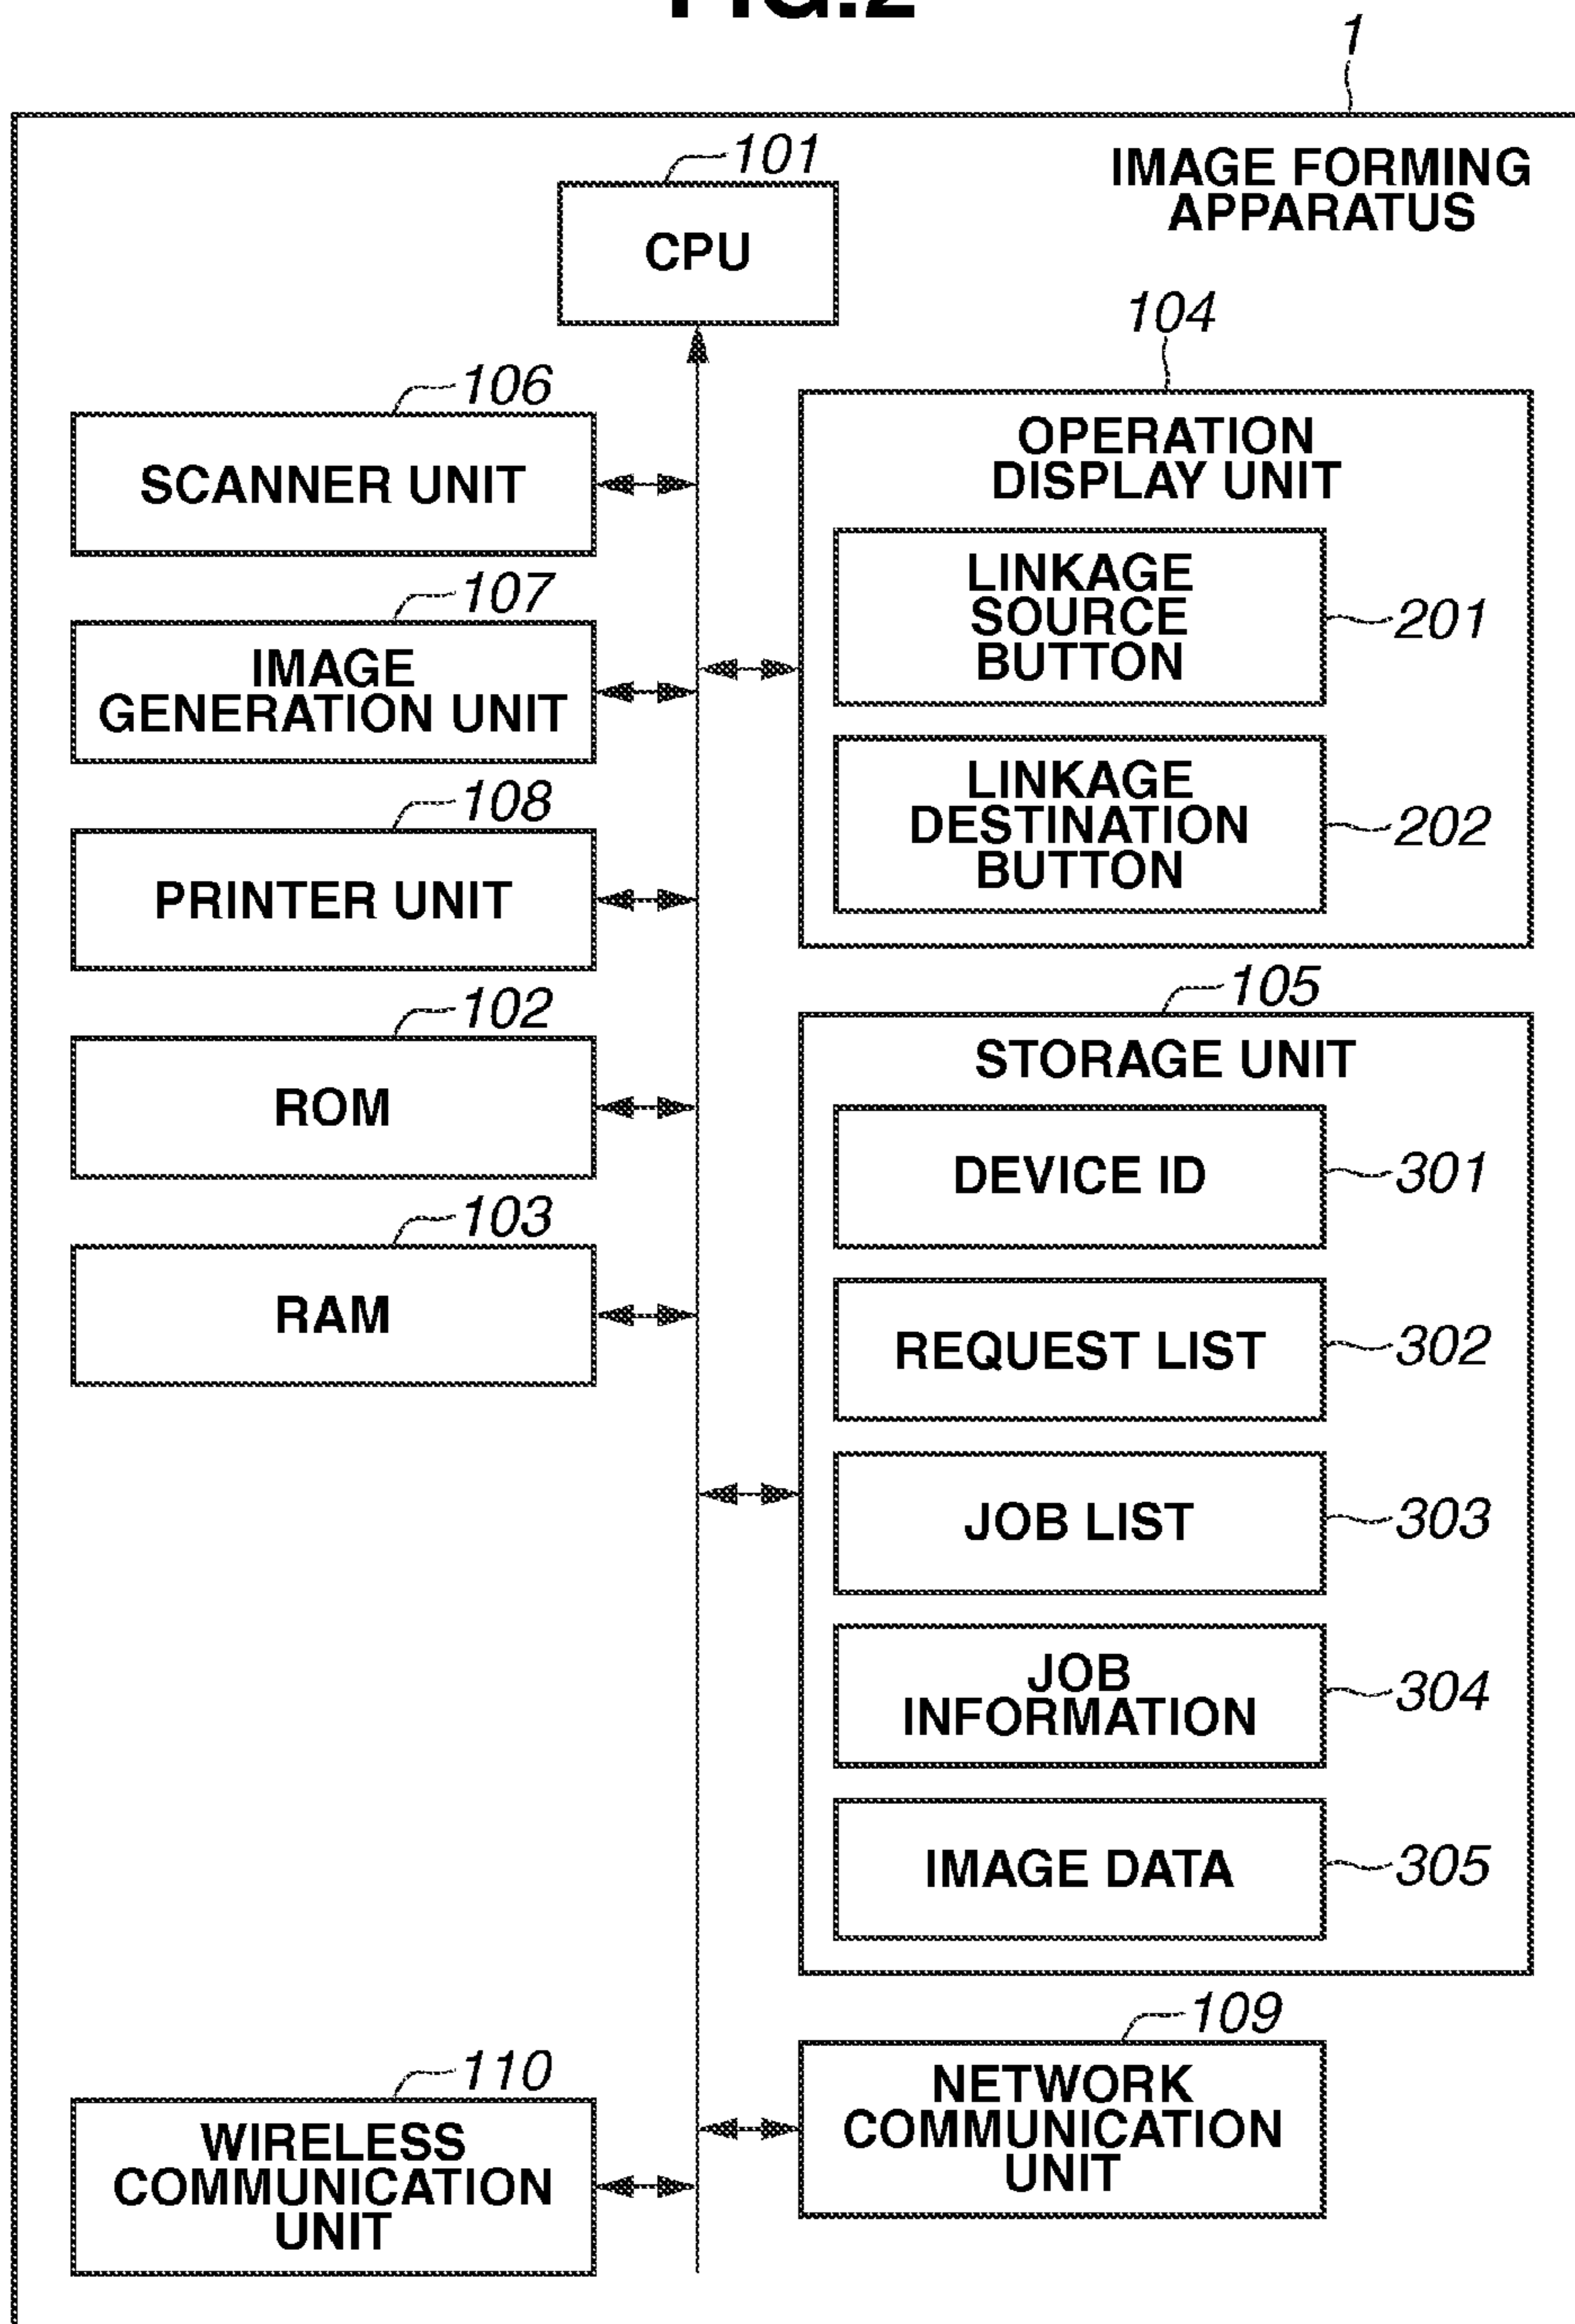 FIG.2
1
IMAGE FORMING
APPARATUS
101
CPU
106
SCANNER UNIT
107
IMAGE
GENERATION UNIT
108
PRINTER UNIT
102
ROM
103
RAM
110
WIRELESS
COMMUNICATION
UNIT
104
OPERATION
DISPLAY UNIT
LINKAGE
SOURCE
BUTTON
201
LINKAGE
DESTINATION
BUTTON
202
105
STORAGE UNIT
DEVICE ID
301
REQUEST LIST
302
JOB LIST
303
JOB
INFORMATION
304
IMAGE DATA
305
109
NETWORK
COMMUNICATION
UNIT